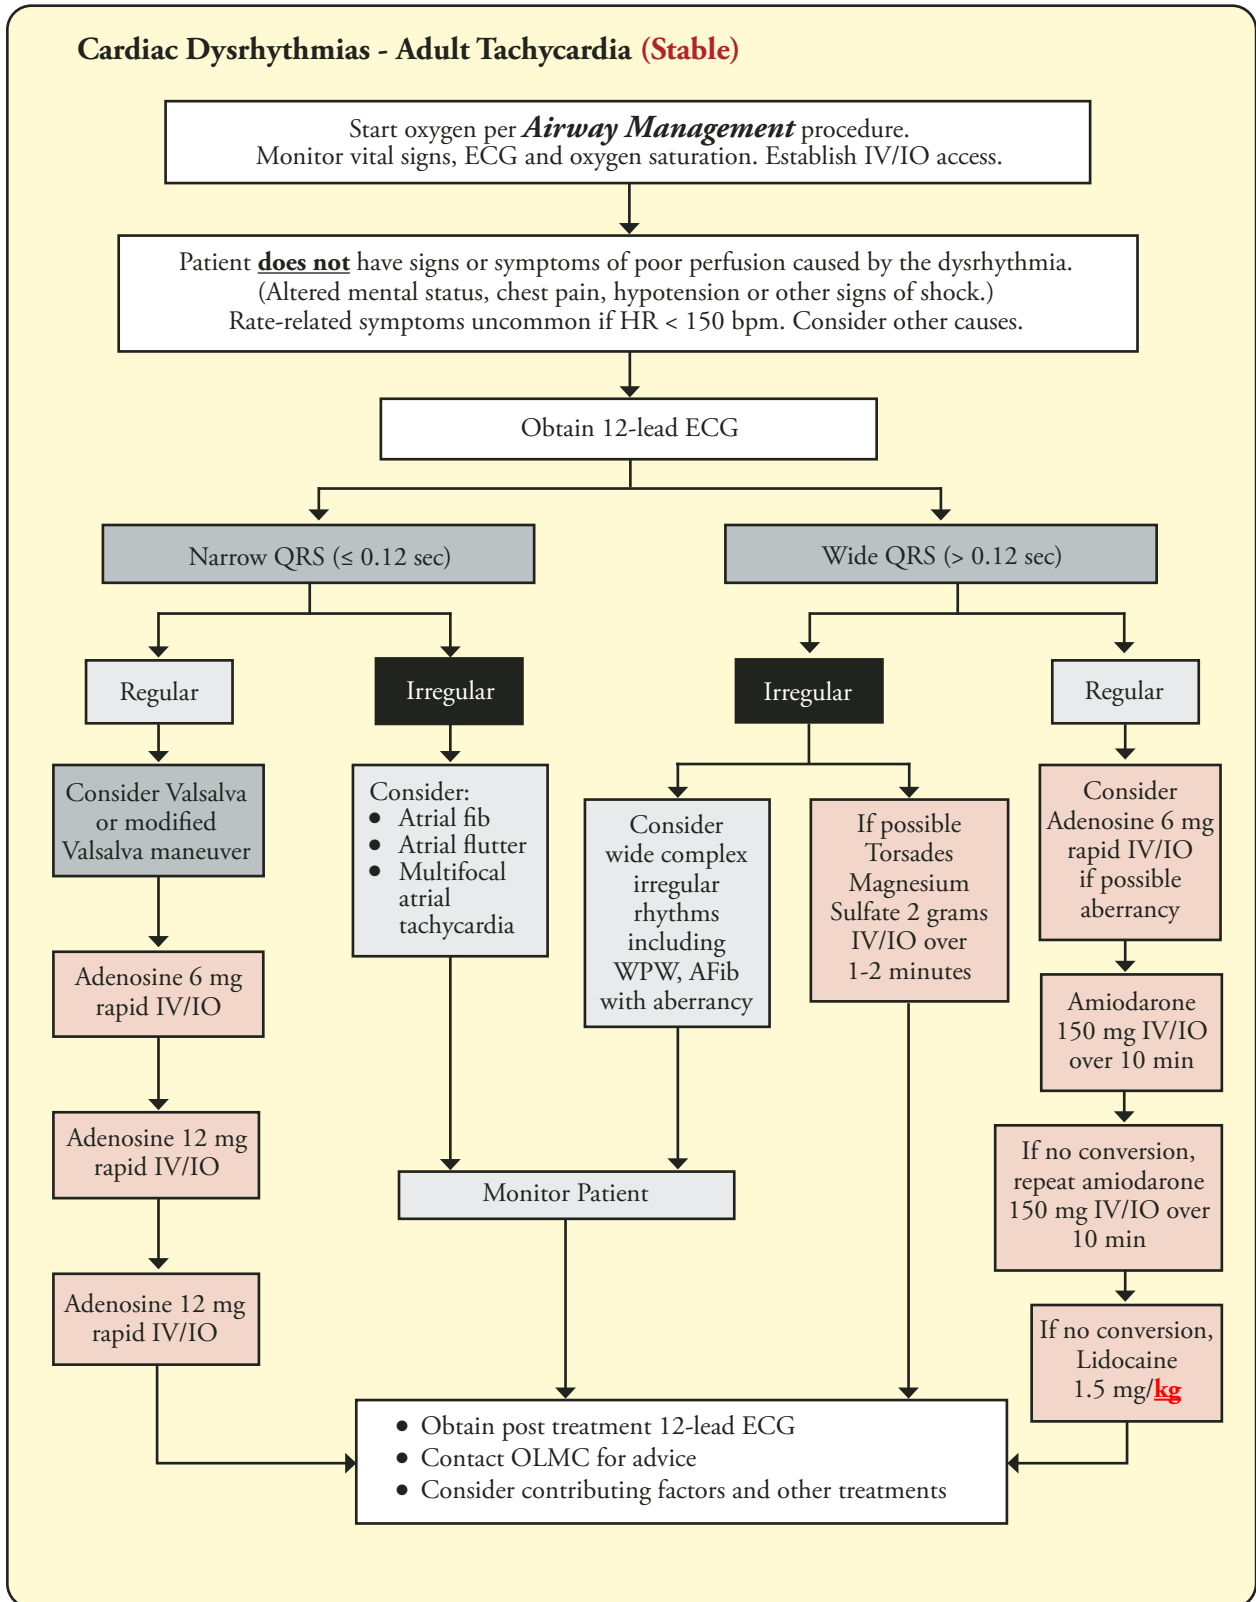 Cardiac Dysrhythmias - Adult Tachycardia (Stable)
Start oxygen per Airway Management procedure.
Monitor vital signs, ECG and oxygen saturation. Establish IV/IO access.
Patient does not have signs or symptoms of poor perfusion caused by the dysrhythmia.
(Altered mental status, chest pain, hypotension or other signs of shock.)
Rate-related symptoms uncommon if HR < 150 bpm. Consider other causes.
Obtain 12-lead ECG
Narrow QRS (≤ 0.12 sec)
Regular
Consider Valsalva
or modified
Valsalva maneuver
Adenosine 6 mg
rapid IV/IO
Adenosine 12 mg
rapid IV/IO
Adenosine 12 mg
rapid IV/IO
Irregular
Consider:
• Atrial fib
• Atrial flutter
• Multifocal
atrial
tachycardia
Wide QRS (> 0.12 sec)
Irregular
Consider
wide complex
irregular
rhythms
including
WPW, AFib
with aberrancy
Monitor Patient
If possible
Torsades
Magnesium
Sulfate 2 grams
IV/IO over
1-2 minutes
Regular
Consider
Adenosine 6 mg
rapid IV/IO
if possible
aberrancy
Amiodarone
150 mg IV/IO
over 10 min
If no conversion,
repeat amiodarone
150 mg IV/IO over
10 min
If no conversion,
Lidocaine
1.5 mg/kg
• Obtain post treatment 12-lead ECG
• Contact OLMC for advice
• Consider contributing factors and other treatments